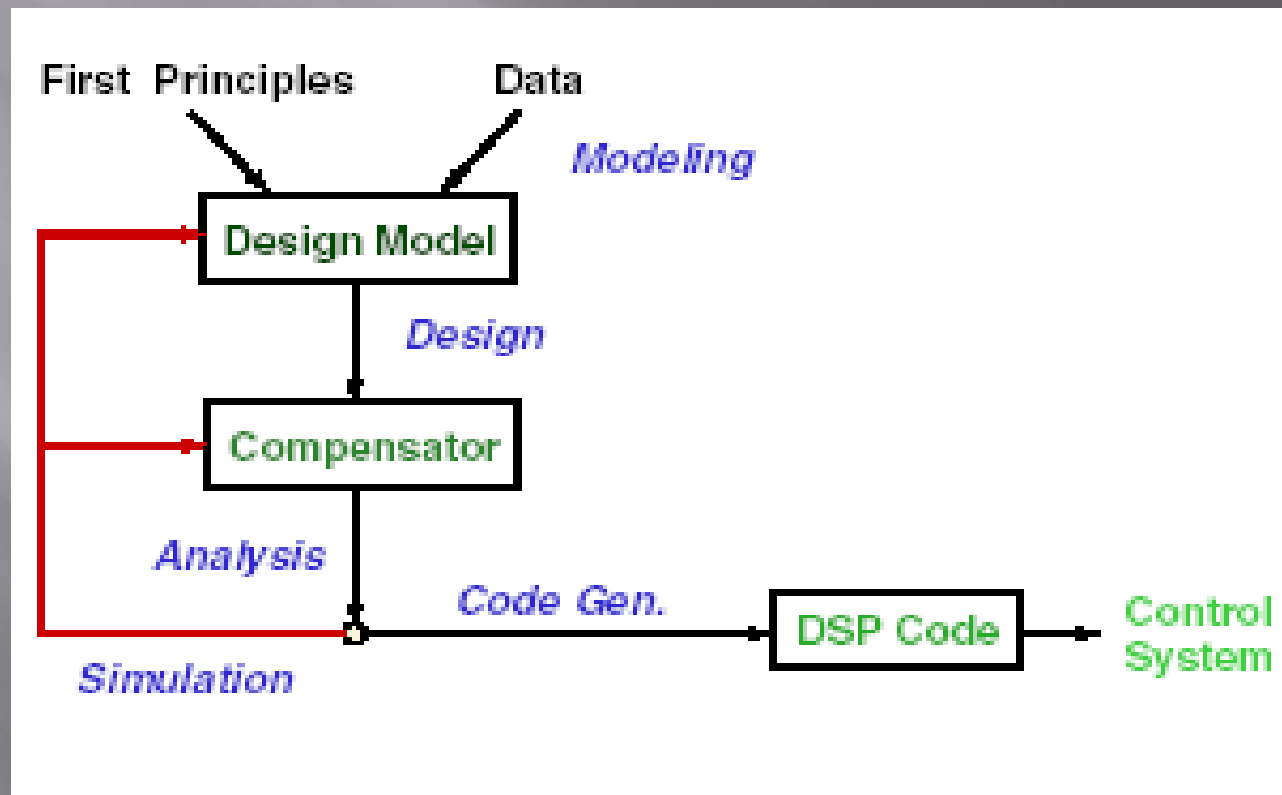 First Principles
Data
Modeling
Design Model
Design
Compensator
Analysis
Code Gen.
DSP Code
Control
System
Simulation